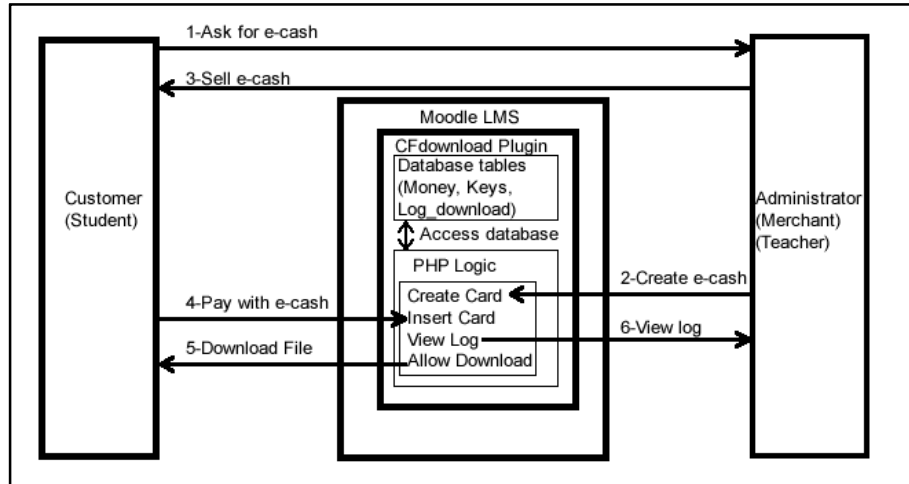 1-Ask for e-cash
3-Sell e-cash
Moodle LMS
CFdownload Plugin
Database tables
(Money, Keys,
Log_download)
Customer
(Student)
Administrator
(Merchant)
(Teacher)
Access database
PHP Logic
2-Create e-cash
Create Card
4-Pay with e-cash
Insert Card
6-View log
View Log
5-Download File
Allow Download